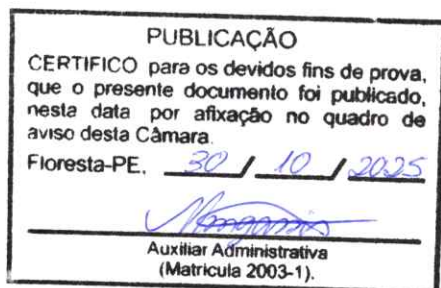 PUBLICAÇÃO
CERTIFICO para os devidos fins de prova,
que o presente documento foi publicado,
nesta data por afixação no quadro de
aviso desta Câmara.
Floresta-PE, 30 / 10 / 2025
Auxiliar Administrativa
(Matricula 2003-1).